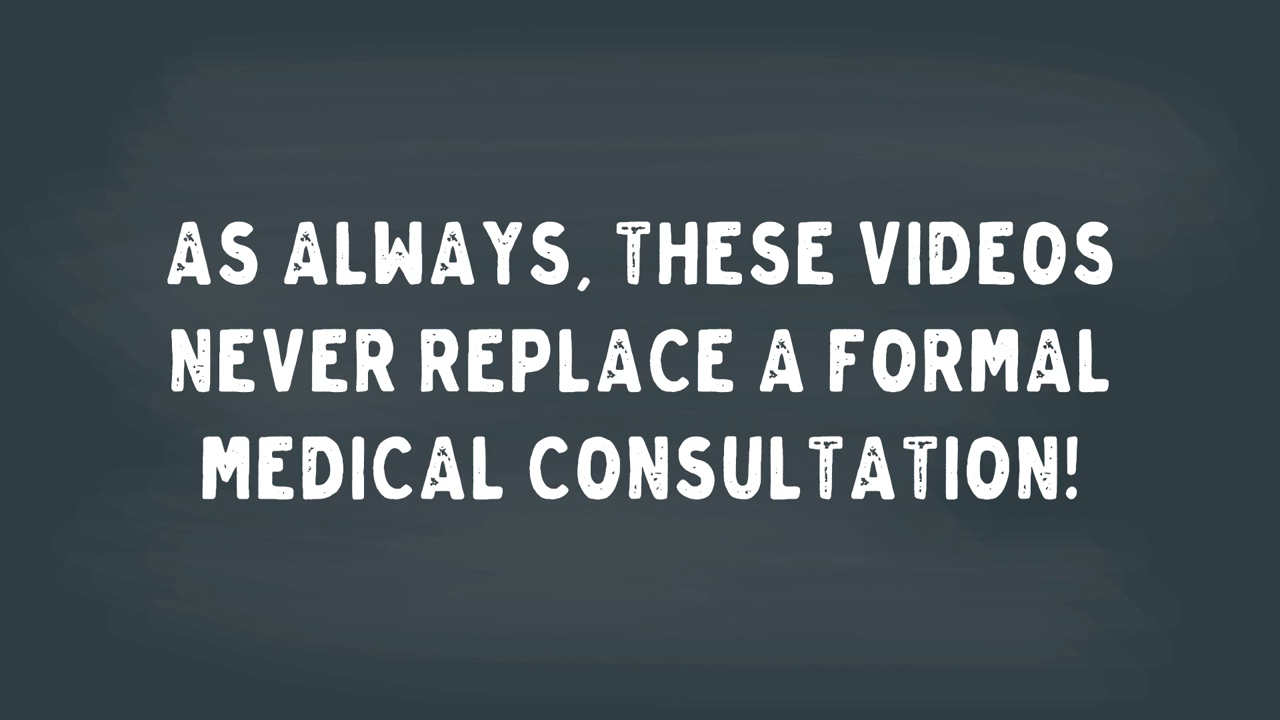 AS ALWAYS, THESE VIDEOS
NEVER REPLACE A FORMAL
MEDICAL CONSULTATION!